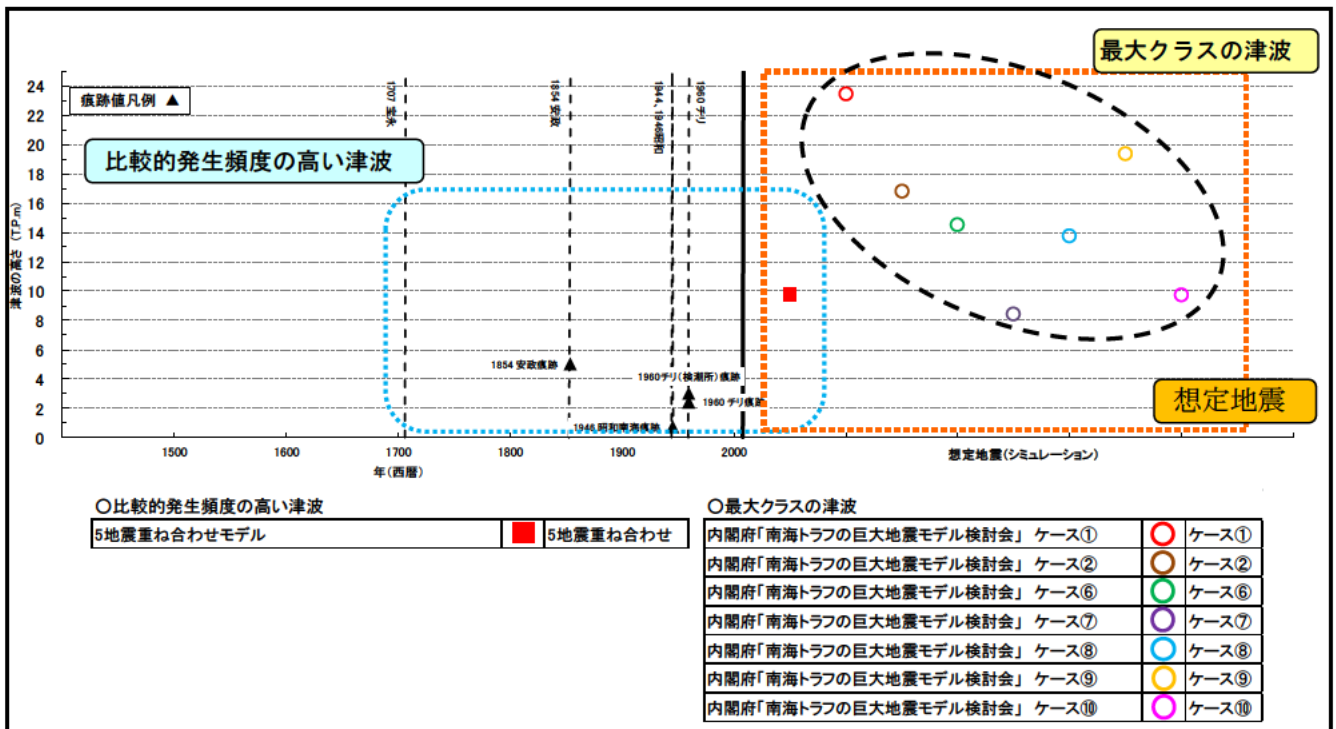 最大クラスの津波
24
22
20
18
16
14
12
10
8
6
4
2
0
津波の高さ (T.P.m)
痕跡値凡例 ▲
1707 宝永
1854 安政
1944、1946昭和
1960 チリ
比較的発生頻度の高い津波
1854 安政痕跡
1960チリ(検潮所)痕跡
1960 チリ痕跡
1946 昭和南海痕跡
想定地震
1500
1600
1700
1800
1900
2000
想定地震(シミュレーション)
年(西暦)
〇比較的発生頻度の高い津波
5地震重ね合わせモデル 5地震重ね合わせ
〇最大クラスの津波
内閣府「南海トラフの巨大地震モデル検討会」 ケース① ケース①
内閣府「南海トラフの巨大地震モデル検討会」 ケース② ケース②
内閣府「南海トラフの巨大地震モデル検討会」 ケース⑥ ケース⑥
内閣府「南海トラフの巨大地震モデル検討会」 ケース⑦ ケース⑦
内閣府「南海トラフの巨大地震モデル検討会」 ケース⑧ ケース⑧
内閣府「南海トラフの巨大地震モデル検討会」 ケース⑨ ケース⑨
内閣府「南海トラフの巨大地震モデル検討会」 ケース⑩ ケース⑩